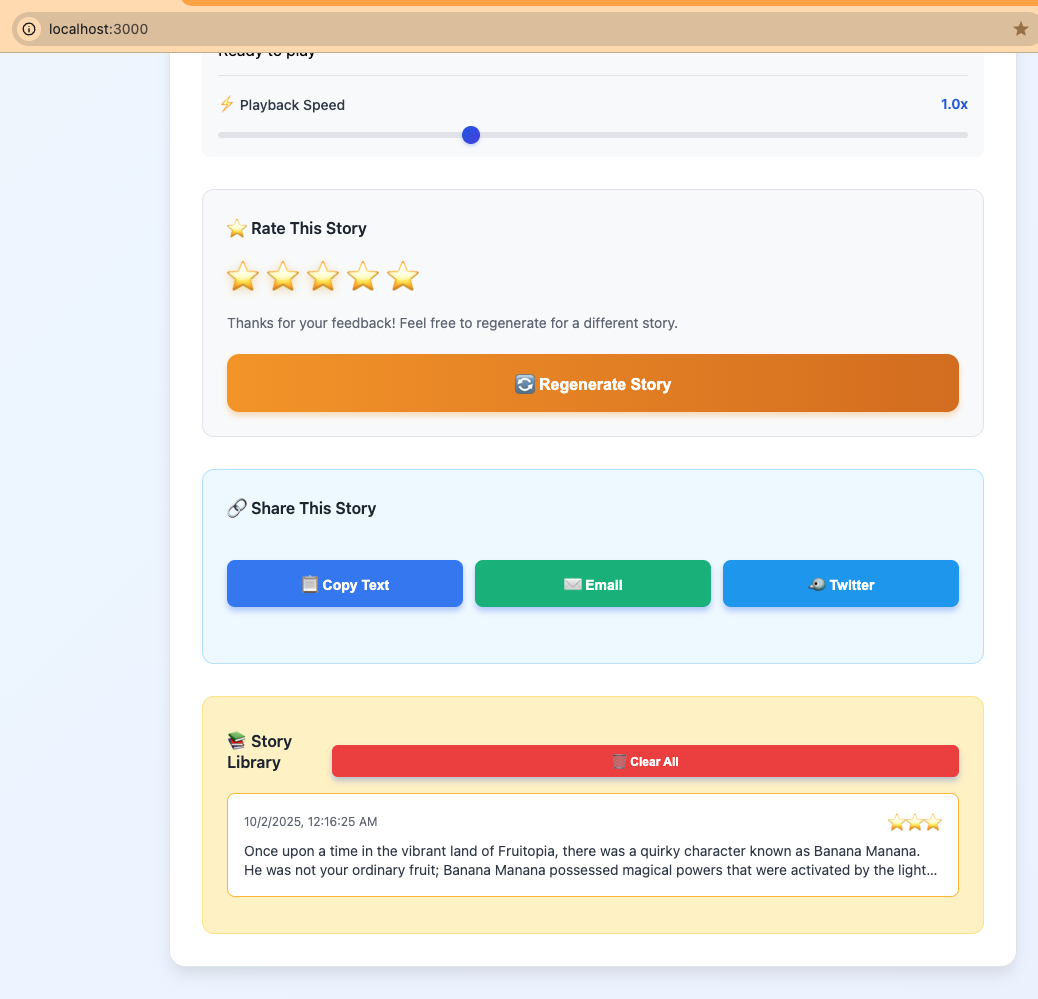 localhost:3000
Ready to play
Playback Speed
1.0x
Rate This Story
Thanks for your feedback! Feel free to regenerate for a different story.
Regenerate Story
Share This Story
Copy Text
Email
Twitter
Story
Library
Clear All
10/2/2025, 12:16:25 AM
Once upon a time in the vibrant land of Fruitopia, there was a quirky character known as Banana Manana.
He was not your ordinary fruit; Banana Manana possessed magical powers that were activated by the light...